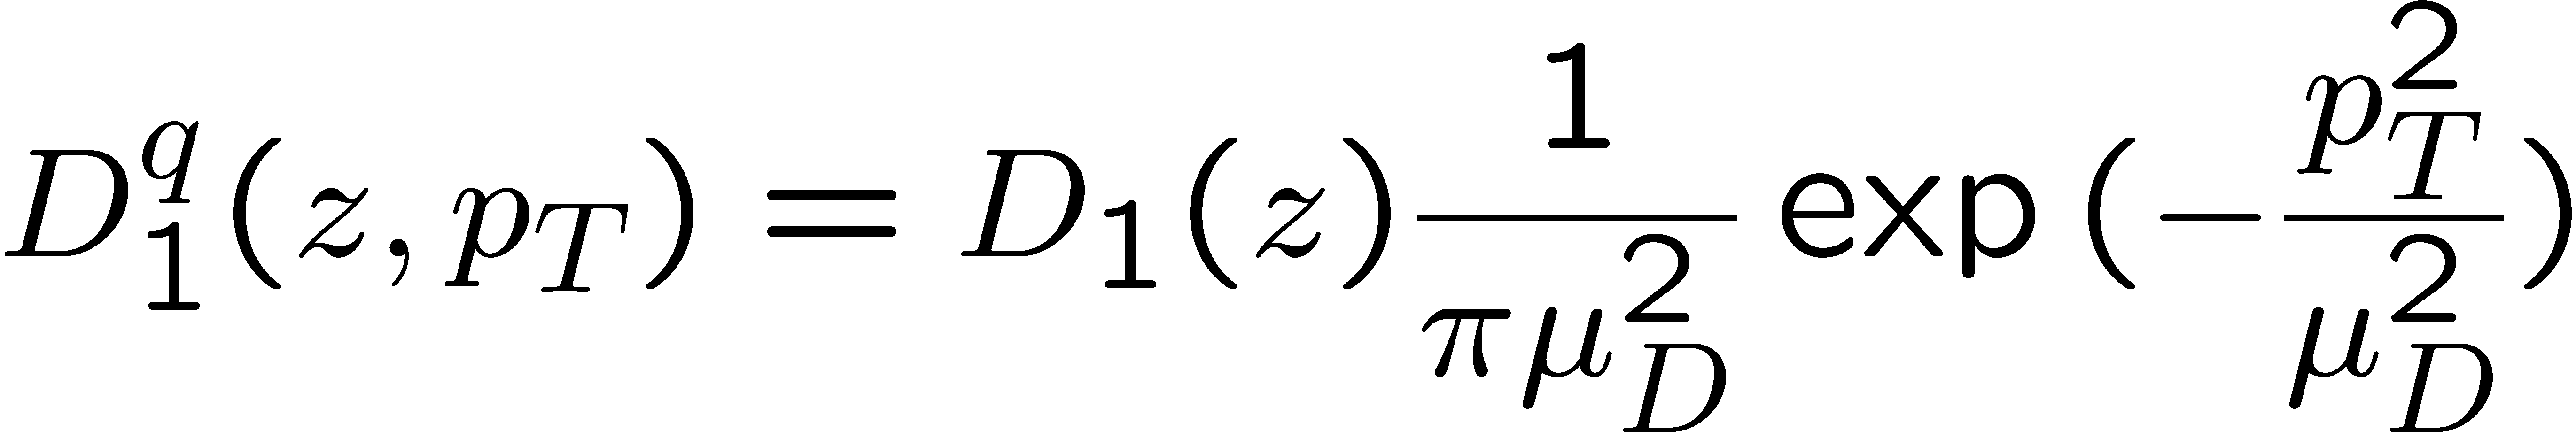 D_1^q(z, p_T) = D_1(z) \frac{1}{\pi \mu_D^2} \exp(-\frac{p_T^2}{\mu_D^2})